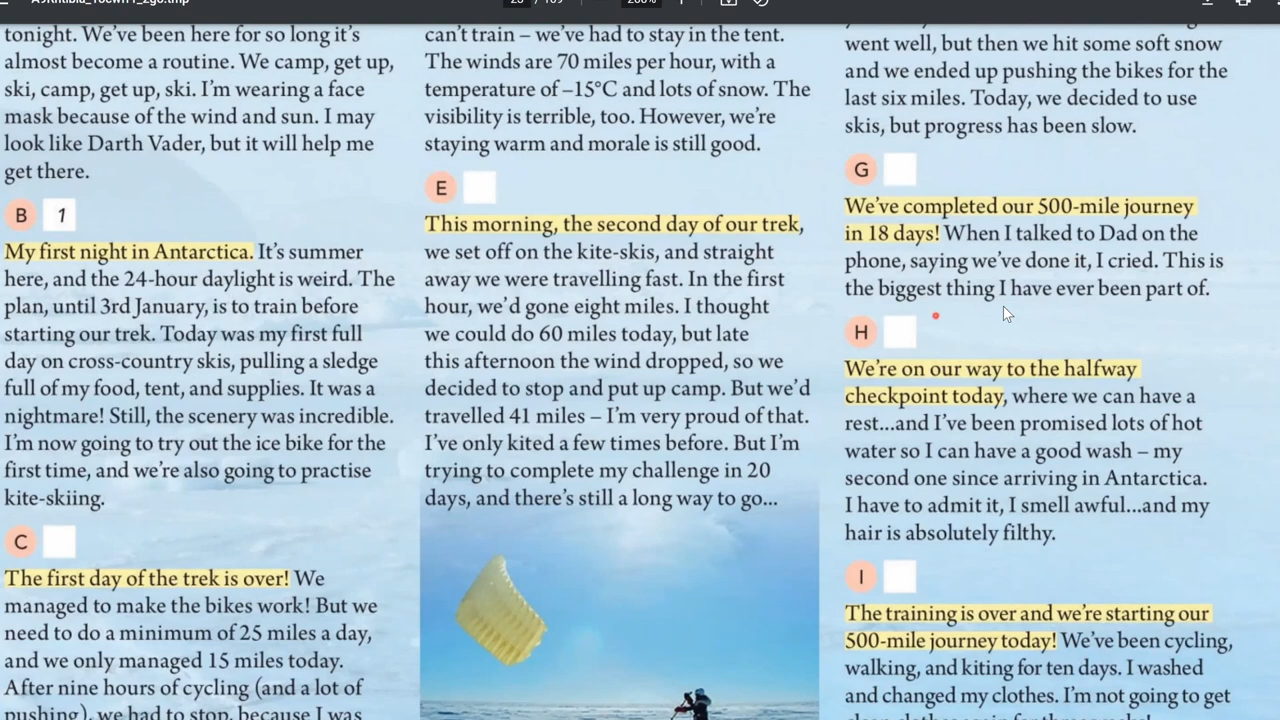 tonight. We've been here for so long it's
almost become a routine. We camp, get up,
ski, camp, get up, ski. I'm wearing a face
mask because of the wind and sun. I may
look like Darth Vader, but it will help me
get there.
B 1
My first night in Antarctica. It's summer
here, and the 24-hour daylight is weird. The
plan, until 3rd January, is to train before
starting our trek. Today was my first full
day on cross-country skis, pulling a sledge
full of my food, tent, and supplies. It was a
nightmare! Still, the scenery was incredible.
I'm now going to try out the ice bike for the
first time, and we're also going to practise
kite-skiing.
C
The first day of the trek is over! We
managed to make the bikes work! But we
need to do a minimum of 25 miles a day,
and we only managed 15 miles today.
After nine hours of cycling (and a lot of
pushing), we had to stop, because I was
can't train – we've had to stay in the tent.
The winds are 70 miles per hour, with a
temperature of –15°C and lots of snow. The
visibility is terrible, too. However, we're
staying warm and morale is still good.
E
This morning, the second day of our trek,
we set off on the kite-skis, and straight
away we were travelling fast. In the first
hour, we'd gone eight miles. I thought
we could do 60 miles today, but late
this afternoon the wind dropped, so we
decided to stop and put up camp. But we'd
travelled 41 miles – I'm very proud of that.
I've only kited a few times before. But I'm
trying to complete my challenge in 20
days, and there's still a long way to go...
went well, but then we hit some soft snow
and we ended up pushing the bikes for the
last six miles. Today, we decided to use
skis, but progress has been slow.
G
We've completed our 500-mile journey
in 18 days! When I talked to Dad on the
phone, saying we've done it, I cried. This is
the biggest thing I have ever been part of.
H
We're on our way to the halfway
checkpoint today, where we can have a
rest...and I've been promised lots of hot
water so I can have a good wash – my
second one since arriving in Antarctica.
I have to admit it, I smell awful...and my
hair is absolutely filthy.
I
The training is over and we're starting our
500-mile journey today! We've been cycling,
walking, and kiting for ten days. I washed
and changed my clothes. I'm not going to get